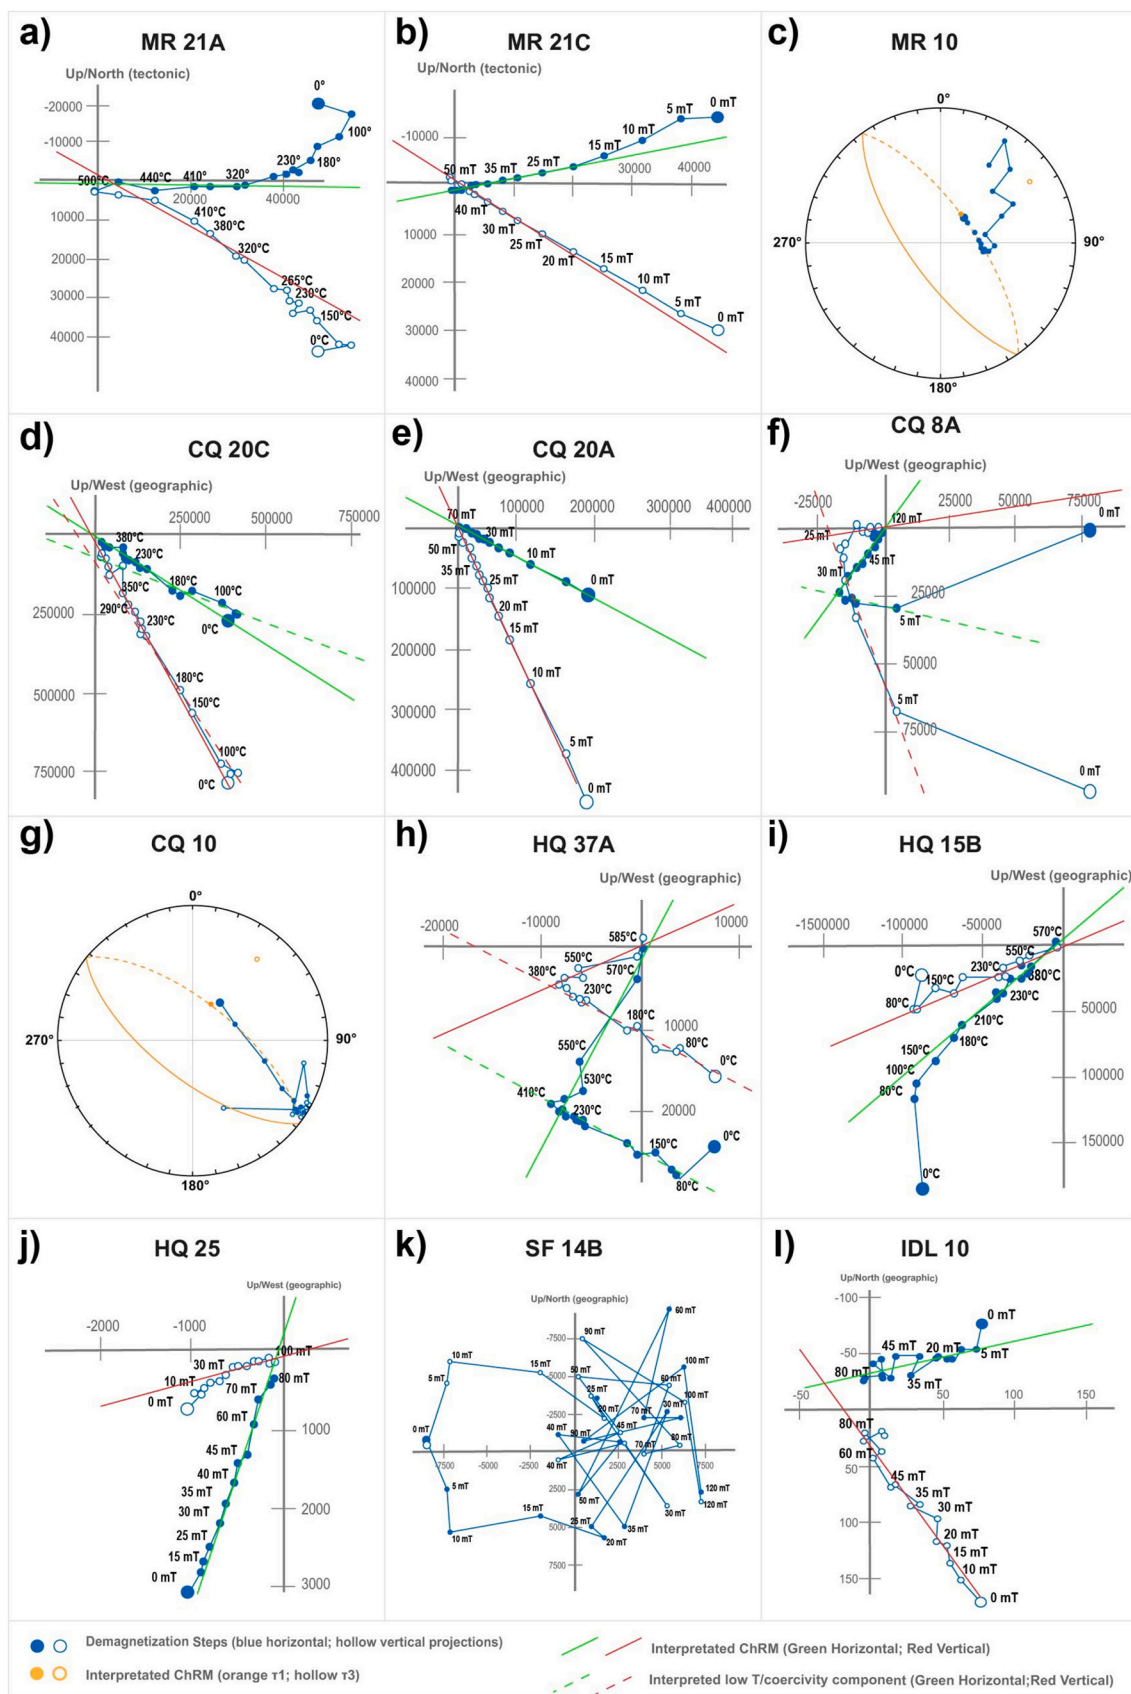 a)
MR 21A
Up/North (tectonic)
0°
-20000
100°
-10000
230°
180°
500°C
440°C
410°C
320°
20000
40000
410°C
10000
380°C
320°C
20000
265°C
230°C
30000
150°C
40000
0°C
b)
MR 21C
Up/North (tectonic)
5 mT
0 mT
-10000
10 mT
15 mT
25 mT
35 mT
50 mT
30000
40000
40 mT
30 mT
10000
25 mT
20 mT
15 mT
20000
10 mT
5 mT
0 mT
30000
40000
c)
MR 10
0°
270°
90°
180°
d)
CQ 20C
Up/West (geographic)
250000
500000
750000
380°C
230°C
180°C
100°C
350°C
290°C
250000
230°C
0°C
500000
180°C
150°C
100°C
750000
0°C
e)
CQ 20A
Up/West (geographic)
70 mT
100000
200000
300000
400000
30 mT
50 mT
10 mT
35 mT
25 mT
0 mT
100000
20 mT
15 mT
200000
10 mT
300000
5 mT
400000
0 mT
f)
CQ 8A
Up/West (geographic)
-25000
25000
50000
75000
0 mT
120 mT
25 mT
45 mT
30 mT
25000
5 mT
50000
5 mT
75000
0 mT
g)
CQ 10
0°
270°
90°
180°
h)
HQ 37A
Up/West (geographic)
-20000
-10000
10000
585°C
550°C
380°C
570°C
230°C
180°C
10000
80°C
0°C
550°C
530°C
410°C
230°C
20000
150°C
0°C
80°C
i)
HQ 15B
Up/West (geographic)
-1500000
-100000
-50000
570°C
550°C
0°C
150°C
230°C
380°C
80°C
230°C
50000
210°C
180°C
150°C
100°C
100000
80°C
150000
0°C
j)
HQ 25
Up/West (geographic)
-2000
-1000
100 mT
30 mT
10 mT
80 mT
0 mT
70 mT
60 mT
1000
45 mT
40 mT
35 mT
30 mT
2000
25 mT
15 mT
0 mT
3000
k)
SF 14B
Up/North (geographic)
60 mT
-7500
90 mT
10 mT
15 mT
50 mT
100 mT
5 mT
60 mT
25 mT
100 mT
-2500
20 mT
70 mT
30 mT
0 mT
40 mT
45 mT
90 mT
80 mT
70 mT
-7500
-5000
-2500
40 mT
2500
5000
7500
5 mT
2500
50 mT
120 mT
120 mT
15 mT
30 mT
10 mT
5000
25 mT
35 mT
20 mT
7500
l)
IDL 10
Up/North (geographic)
-100
0 mT
-50
45 mT
20 mT
5 mT
80 mT
35 mT
-50
50
100
150
80 mT
60 mT
50
45 mT
35 mT
30 mT
100
20 mT
15 mT
10 mT
150
0 mT
Demagnetization Steps (blue horizontal; hollow vertical projections)
Interpretated ChRM (orange τ1; hollow τ3)
Interpretated ChRM (Green Horizontal; Red Vertical)
Interpreted low T/coercivity component (Green Horizontal;Red Vertical)